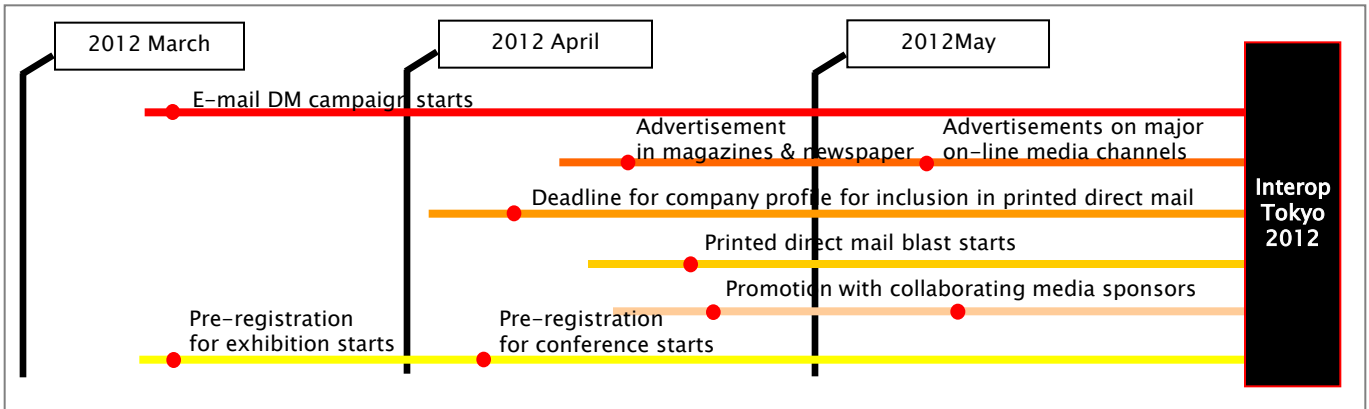 2012 March
2012 April
2012May
E-mail DM campaign starts
Advertisement
in magazines & newspaper
Advertisements on major
on-line media channels
Deadline for company profile for inclusion in printed direct mail
Printed direct mail blast starts
Promotion with collaborating media sponsors
Pre-registration
for exhibition starts
Pre-registration
for conference starts
Interop
Tokyo
2012